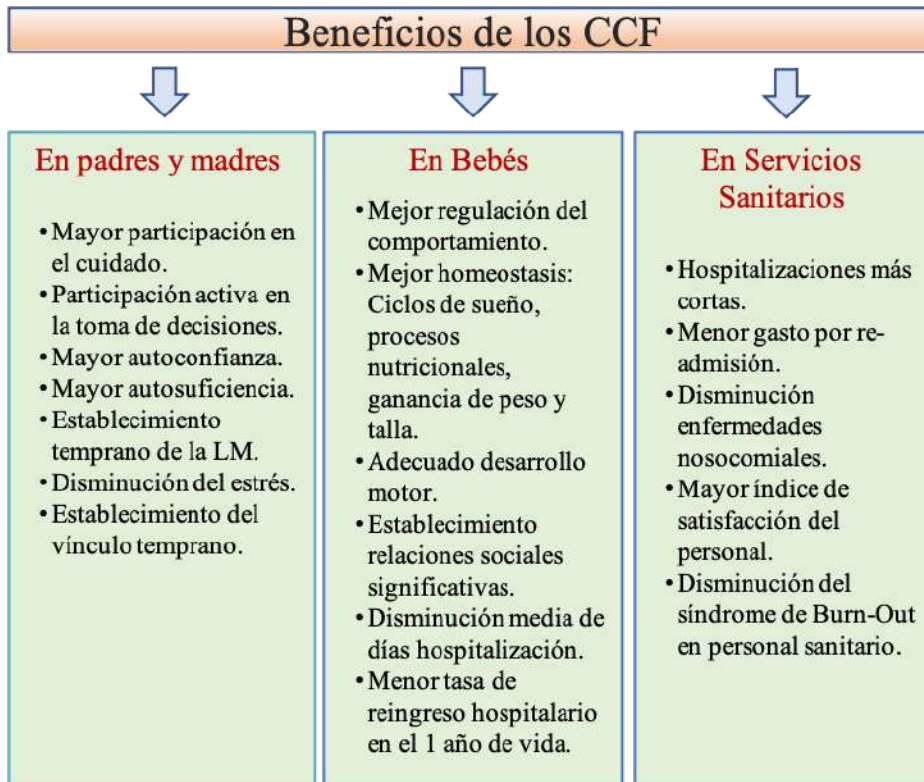 Beneficios de los CCF
En padres y madres
• Mayor participación en
el cuidado.
• Participación activa en
la toma de decisiones.
• Mayor autoconfianza.
• Mayor autosuficiencia.
• Establecimiento
temprano de la LM.
• Disminución del estrés.
• Establecimiento del
vínculo temprano.
En Bebés
• Mejor regulación del
comportamiento.
• Mejor homeostasis:
Ciclos de sueño,
procesos
nutricionales,
ganancia de peso y
talla.
• Adecuado desarrollo
motor.
• Establecimiento
relaciones sociales
significativas.
• Disminución media de
días hospitalización.
• Menor tasa de
reingreso hospitalario
en el 1 año de vida.
En Servicios
Sanitarios
• Hospitalizaciones más
cortas.
• Menor gasto por re-
admisión.
• Disminución
enfermedades
nosocomiales.
• Mayor índice de
satisfacción del
personal.
• Disminución del
síndrome de Burn-Out
en personal sanitario.